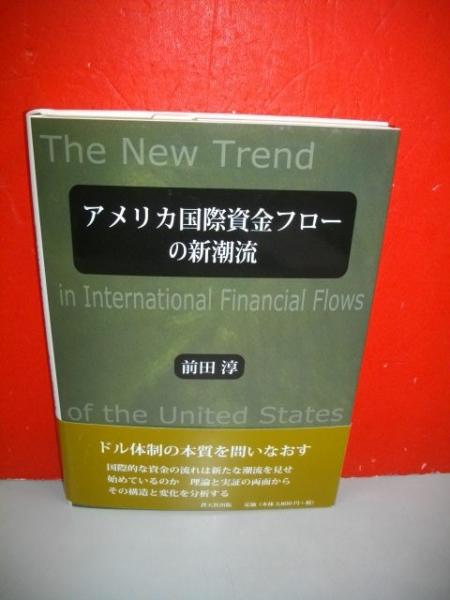 The New Trend
アメリカ国際資金フロー
の新潮流
in International Financial Flows
前田 淳
of the United States
ドル体制の本質を問いなおす
国際的な資金の流れは新たな潮流を見せ
始めているのか 理論と実証の両面から
その構造と変化を分析する